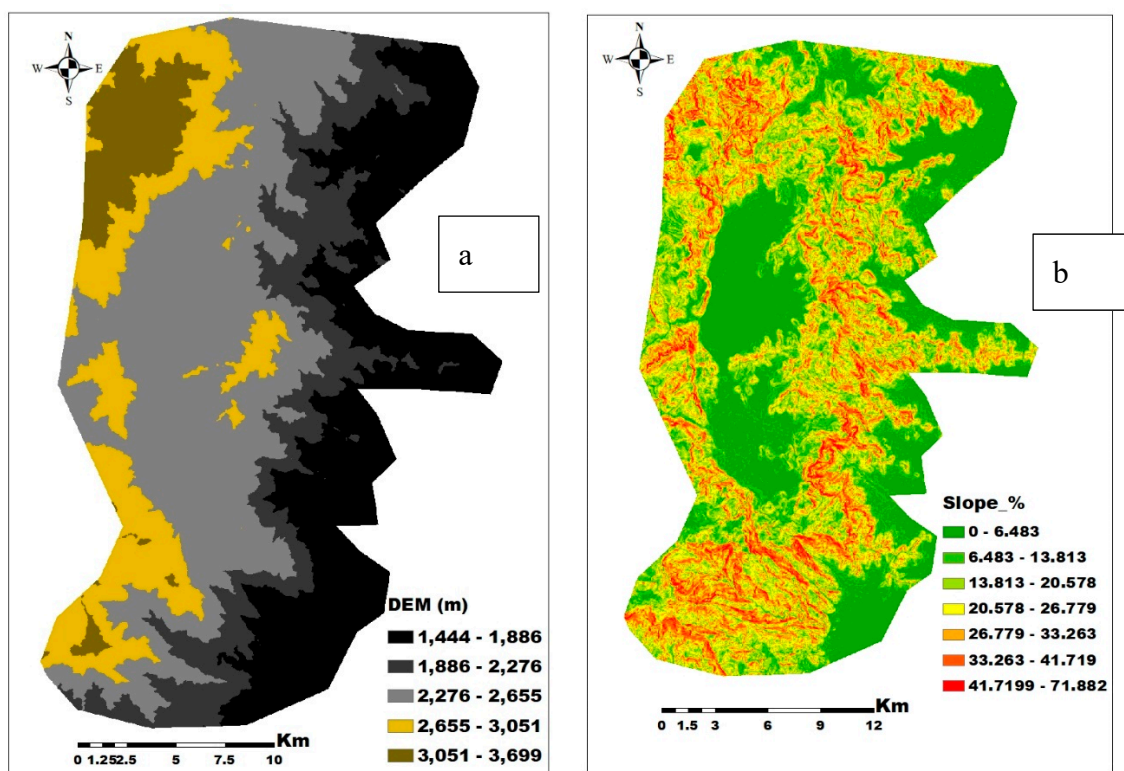 N
W E
S
a
DEM (m)
1,444 - 1,886
1,886 - 2,276
2,276 - 2,655
2,655 - 3,051
3,051 - 3,699
Km
0 1.252.5 5 7.5 10
N
W E
S
b
Slope_%
0 - 6.483
6.483 - 13.813
13.813 - 20.578
20.578 - 26.779
26.779 - 33.263
33.263 - 41.719
41.7199 - 71.882
Km
0 1.5 3 6 9 12